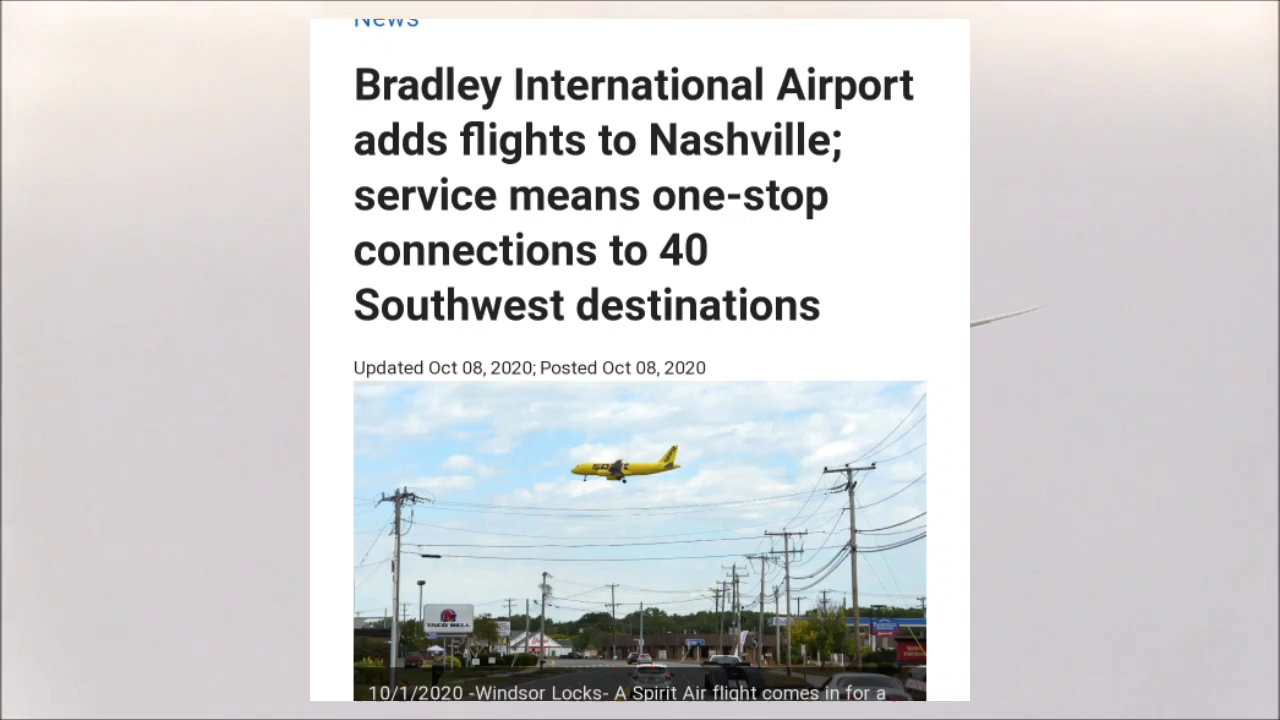 News
Bradley International Airport
adds flights to Nashville;
service means one-stop
connections to 40
Southwest destinations
Updated Oct 08, 2020; Posted Oct 08, 2020
TACO BELL
10/1/2020 -Windsor Locks- A Spirit Air flight comes in for a